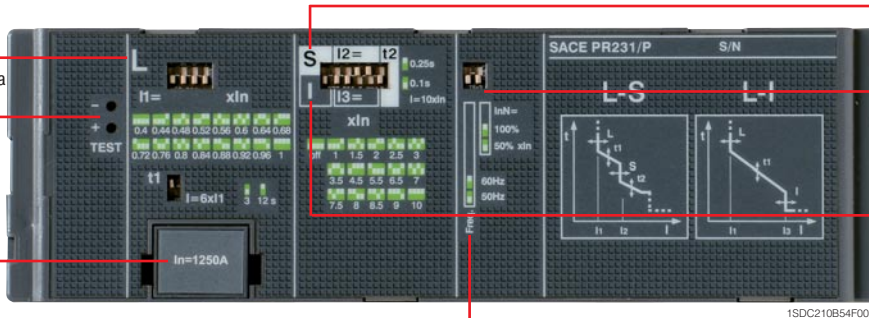 a
L
I1= xIn
0.4 0.44 0.48 0.52 0.56 0.6 0.64 0.68
0.72 0.76 0.8 0.84 0.88 0.92 0.96 1
- 
+
TEST
t1
I=6xI1
3 12 s
In=1250A
S I2= t2
I I3=
0.25s
0.1s
I=10xIn
xIn
off 1 1.5 2 2.5 3
3.5 4.5 5.5 6.5 7
7.5 8 8.5 9 10
InN=
100%
50% xIn
60Hz
50Hz
Freq.
SACE PR231/P S/N
L-S
t
L
t1
S
t2
I1 I2 I
L-I
t
L
t1
I
I1 I3 I
1SDC210B54F00